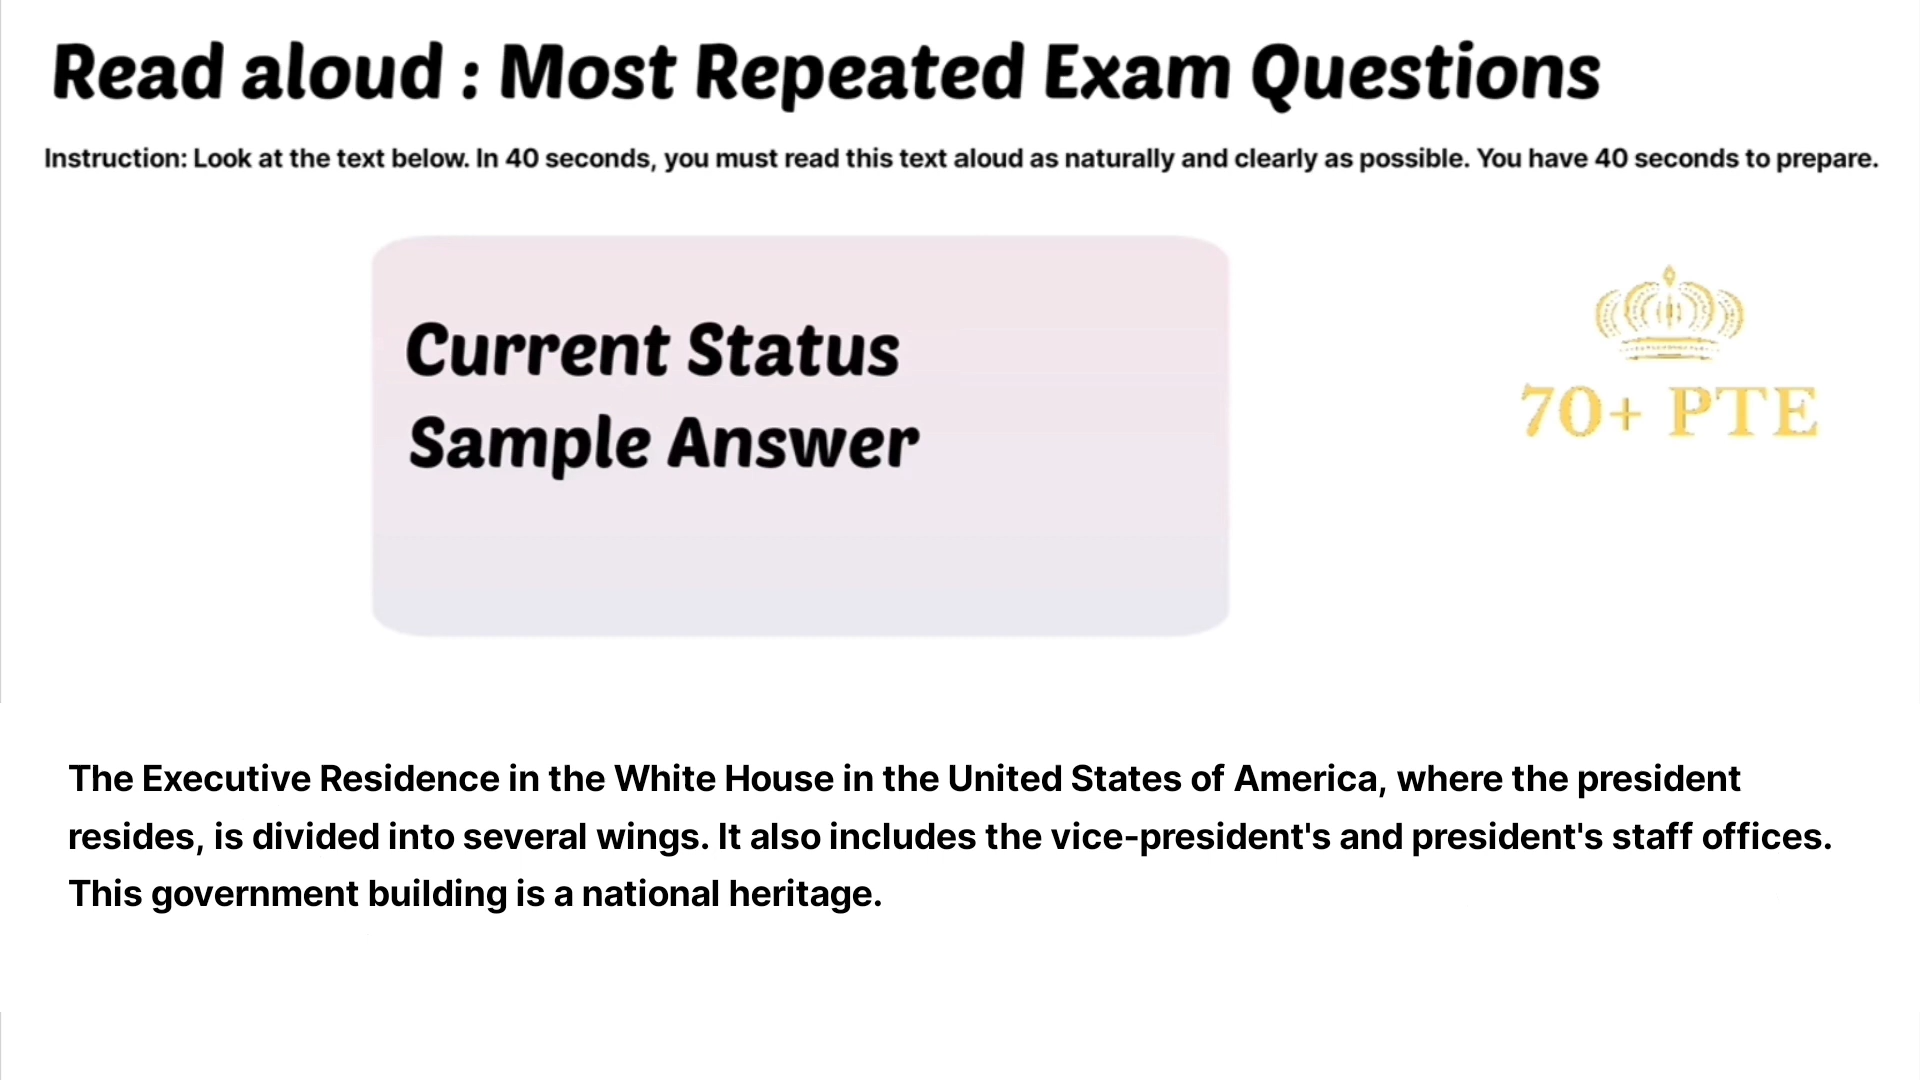 Read aloud : Most Repeated Exam Questions
Instruction: Look at the text below. In 40 seconds, you must read this text aloud as naturally and clearly as possible. You have 40 seconds to prepare.
Current Status
Sample Answer
70+ PTE
The Executive Residence in the White House in the United States of America, where the president
resides, is divided into several wings. It also includes the vice-president's and president's staff offices.
This government building is a national heritage.